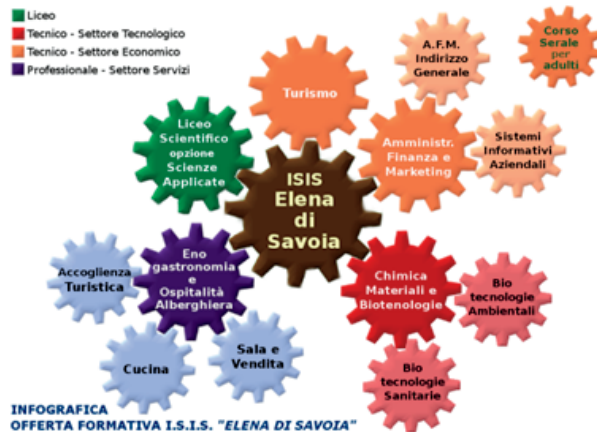 Liceo
Tecnico - Settore Tecnologico
Tecnico - Settore Economico
Professionale - Settore Servizi
A.F.M.
Indirizzo
Generale
Corso
Serale
per
adulti
Turismo
Liceo
Scientifico
opzione
Scienze
Applicate
Amministr.
Finanza e
Marketing
Sistemi
Informativi
Aziendali
ISIS
Elena
di
Savoia
Eno
gastronomia
e
Ospitalità
Alberghiera
Accoglienza
Turistica
Chimica
Materiali e
Biotenologie
Bio
tecnologie
Ambientali
Cucina
Sala e
Vendita
Bio
tecnologie
Sanitarie
INFOGRAFICA
OFFERTA FORMATIVA I.S.I.S. "ELENA DI SAVOIA"